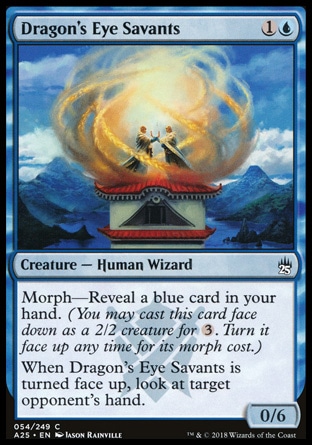 Dragon's Eye Savants 1
Creature — Human Wizard
25
Morph—Reveal a blue card in your
hand. (You may cast this card face
down as a 2/2 creature for 3. Turn it
face up any time for its morph cost.)
When Dragon's Eye Savants is
turned face up, look at target
opponent's hand.
0/6
054/249 C
A25 • EN Jason Rainville
™ & © 2018 Wizards of the Coast